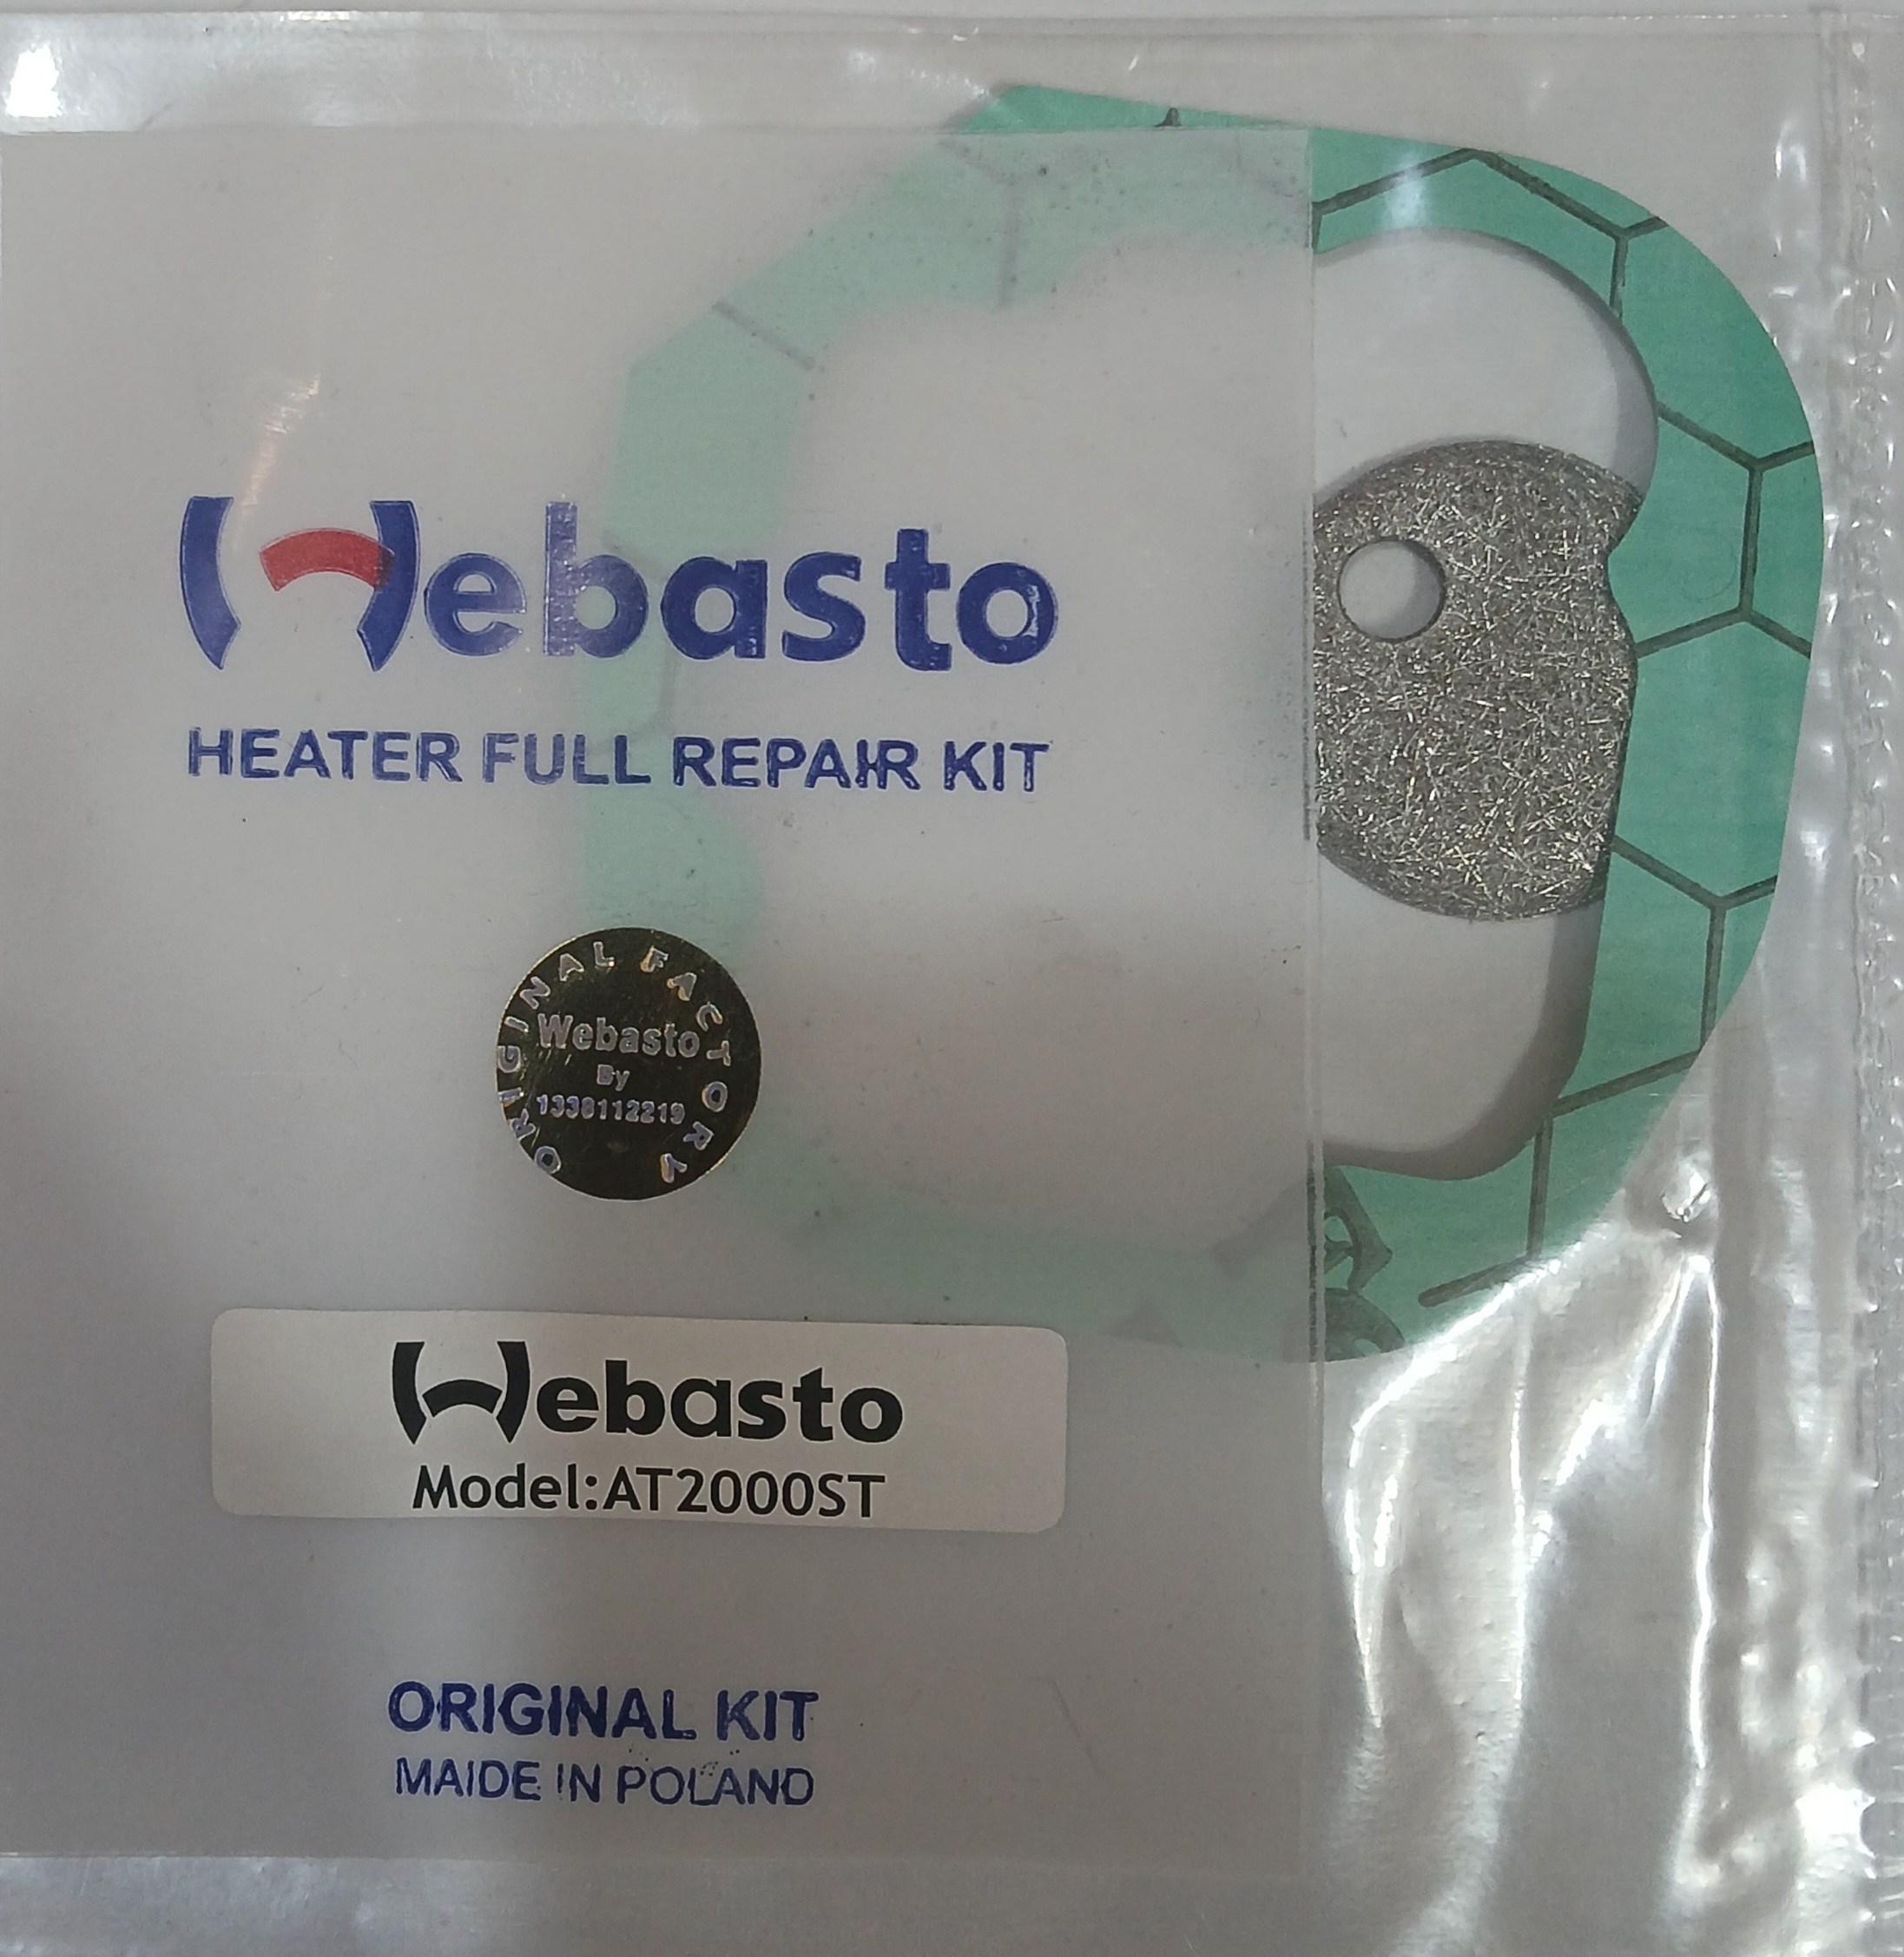 Webasto
HEATER FULL REPAIR KIT
ORIGINAL FACTORY
Webasto
By
1338112219
Webasto
Model:AT2000ST
ORIGINAL KIT
MAIDE IN POLAND